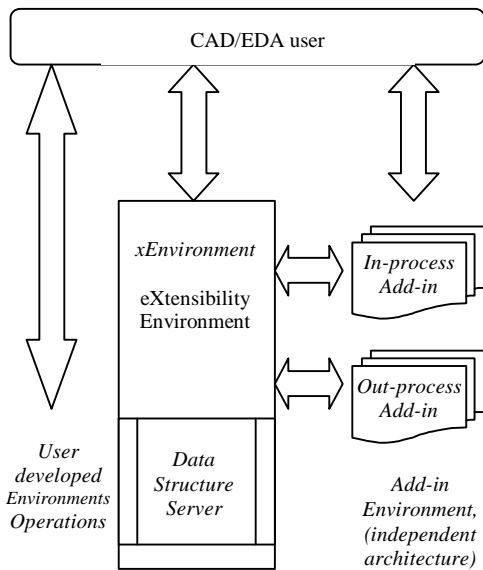 CAD/EDA user
xEnvironment
eXtensibility
Environment
In-process
Add-in
Out-process
Add-in
User
developed
Environments
Operations
Data
Structure
Server
Add-in
Environment,
(independent
architecture)